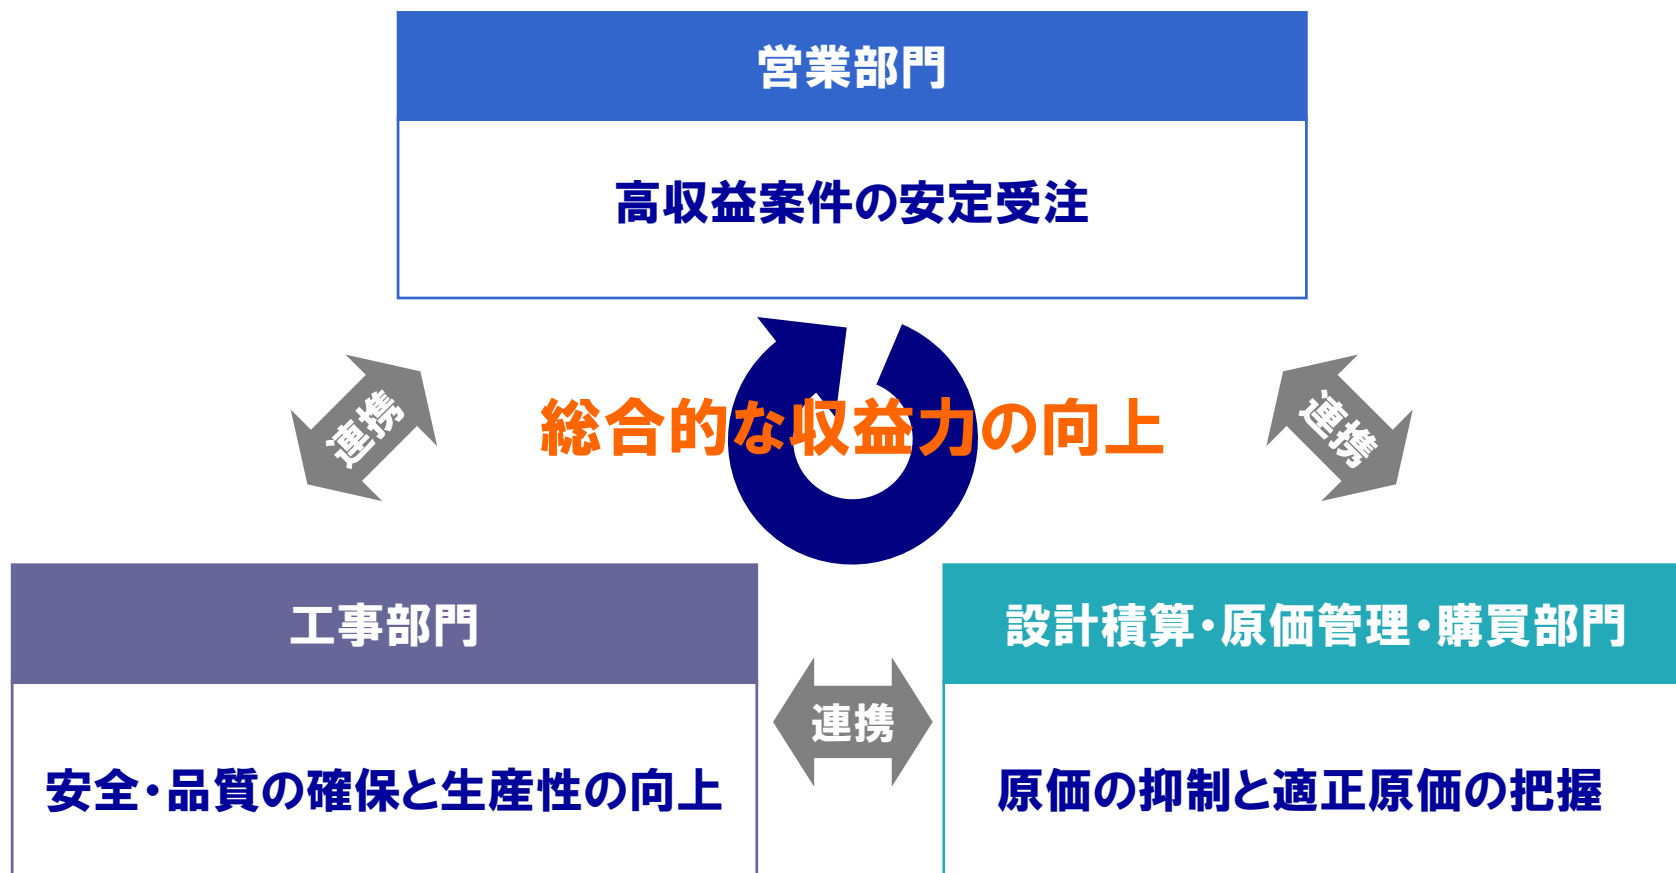 営業部門
高収益案件の安定受注
連携
総合的な収益力の向上
連携
工事部門
設計積算・原価管理・購買部門
連携
安全・品質の確保と生産性の向上
原価の抑制と適正原価の把握